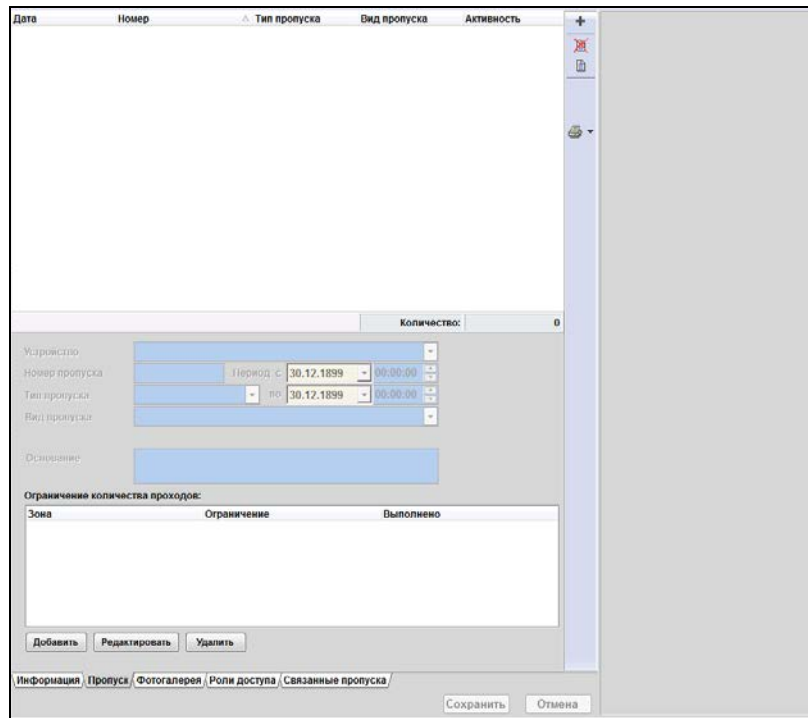 Дата Номер Тип пропуска Вид пропуска Активность
Количество: 0
Устройство
Номер пропуска Период с 30.12.1899 00:00:00
Тип пропуска по 30.12.1899 00:00:00
Вид пропуска
Основание
Ограничение количества проходов:
Зона Ограничение Выполнено
Добавить Редактировать Удалить
Информация Пропуск Фотогалерея Роли доступа Связанные пропуска
Сохранить Отмена